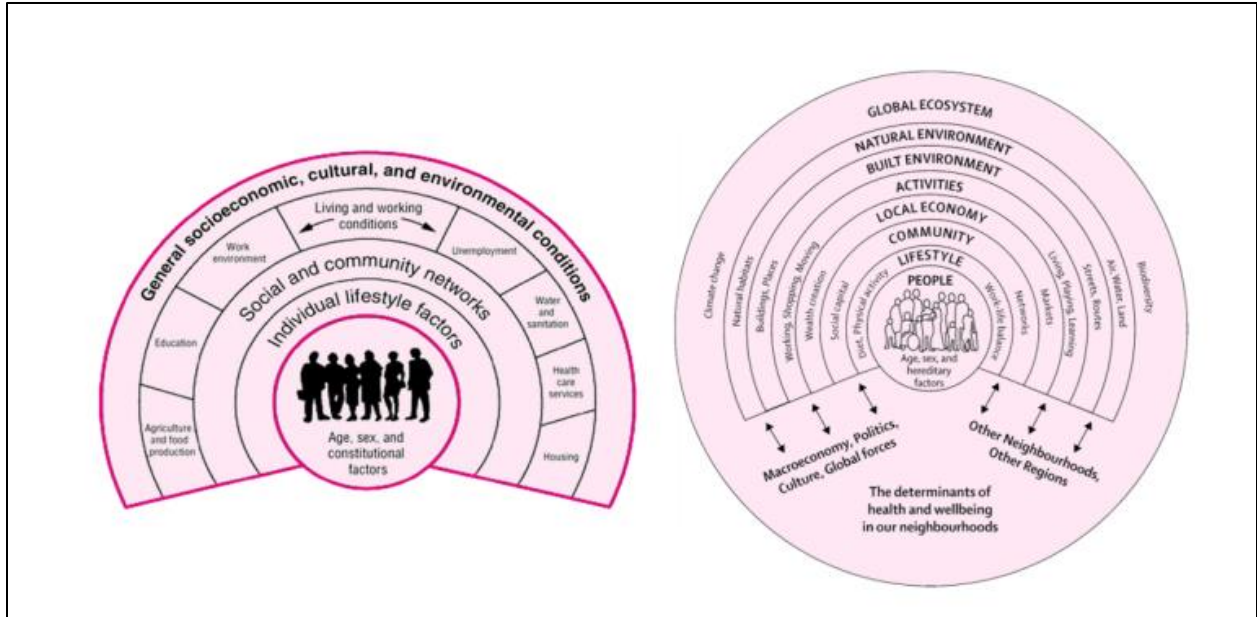 General socioeconomic, cultural, and environmental conditions
Living and working
conditions
Work
environment
Unemployment
Education
Water
and
sanitation
Agriculture
and food
production
Health
care
services
Housing
Social and community networks
Individual lifestyle factors
Age, sex, and
constitutional
factors
GLOBAL ECOSYSTEM
NATURAL ENVIRONMENT
BUILT ENVIRONMENT
ACTIVITIES
LOCAL ECONOMY
COMMUNITY
LIFESTYLE
PEOPLE
Age, sex, and
hereditary
factors
Climate change
Natural habitats
Buildings, Places
Working, Shopping, Moving
Wealth creation
Social capital
Diet, Physical activity
Work-life balance
Networks
Markets
Living, Playing, Learning
Streets, Routes
Air, Water, Land
Biodiversity
Macroeconomy, Politics,
Culture, Global forces
Other Neighbourhoods,
Other Regions
The determinants of
health and wellbeing
in our neighbourhoods